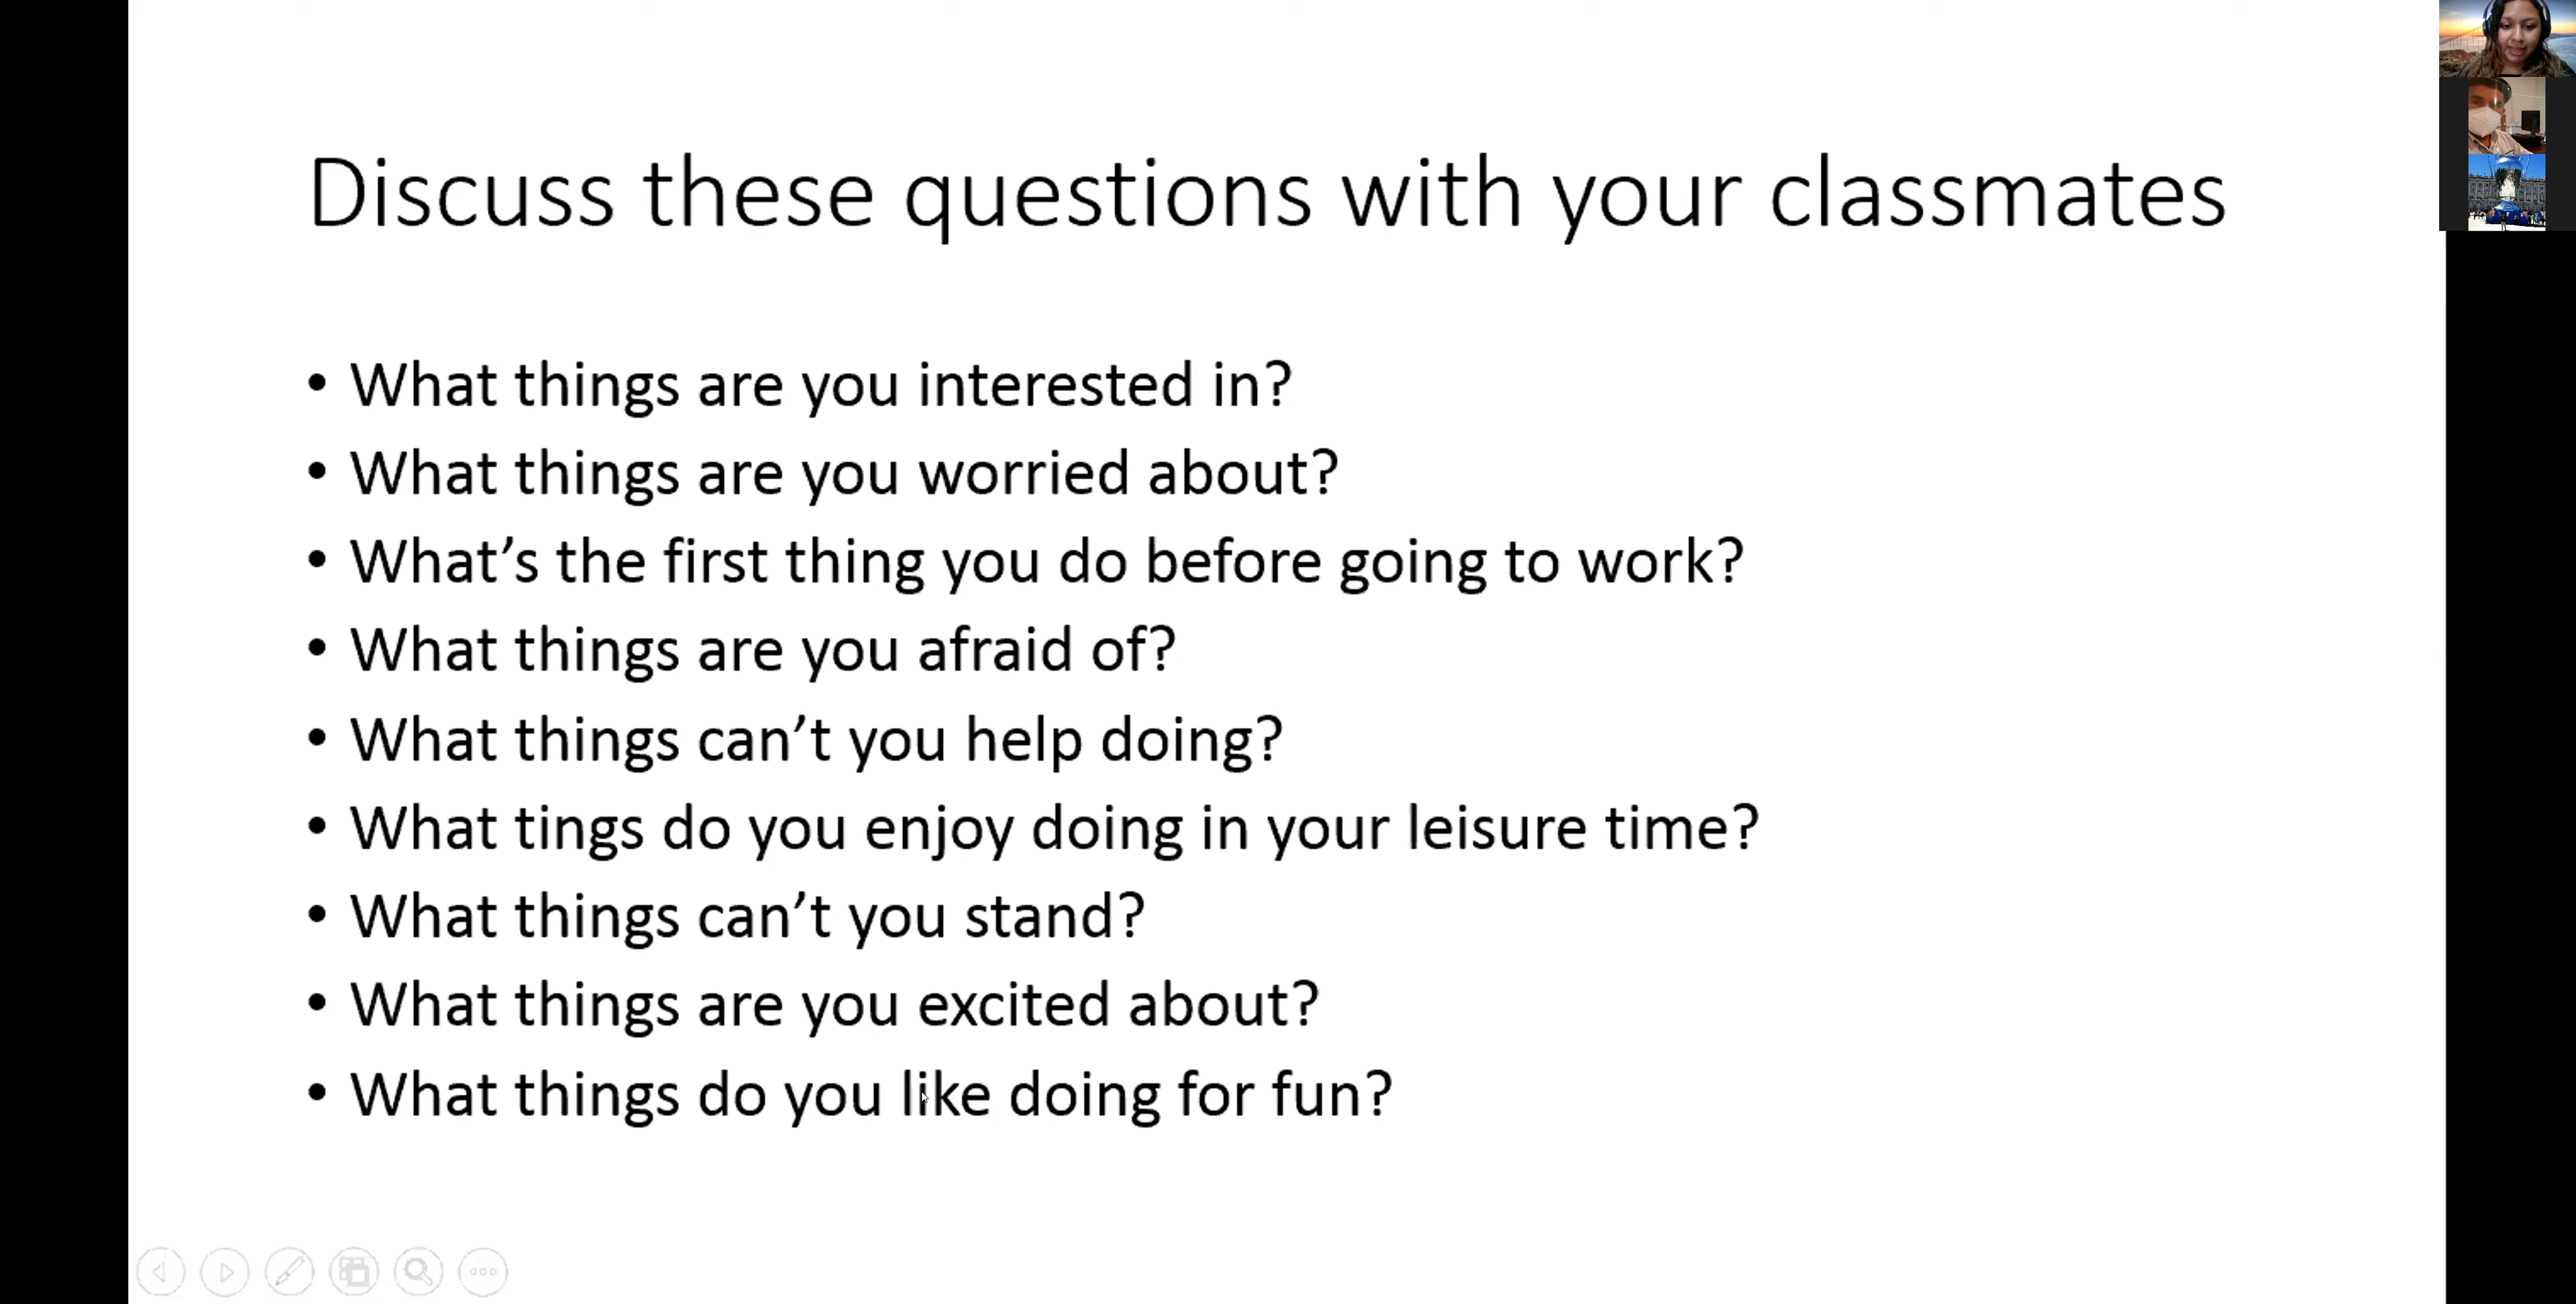 Discuss these questions with your classmates
• What things are you interested in?
• What things are you worried about?
• What’s the first thing you do before going to work?
• What things are you afraid of?
• What things can’t you help doing?
• What tings do you enjoy doing in your leisure time?
• What things can’t you stand?
• What things are you excited about?
• What things do you like doing for fun?